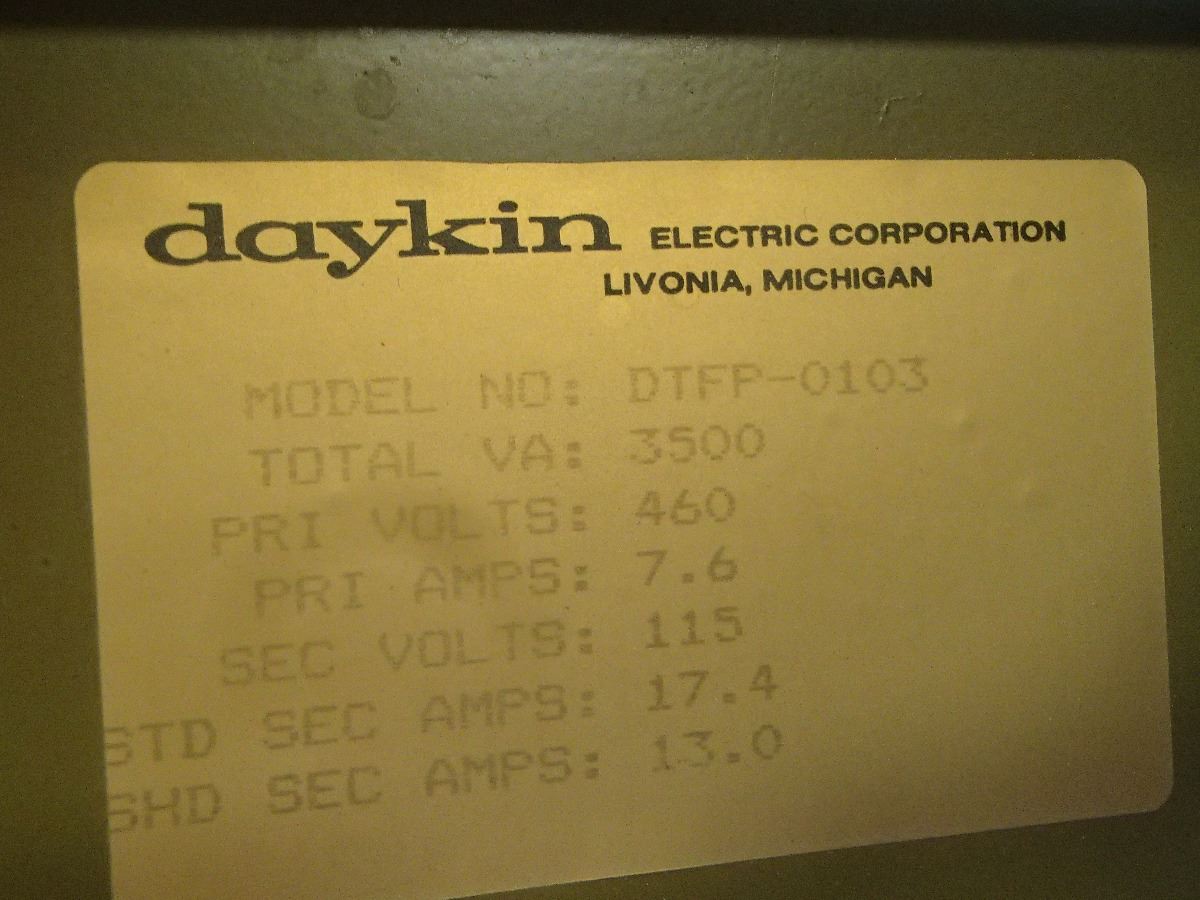 daykin ELECTRIC CORPORATION
LIVONIA, MICHIGAN
MODEL NO: DTFP-0103
TOTAL VA: 3500
PRI VOLTS: 460
PRI AMPS: 7.6
SEC VOLTS: 115
STD SEC AMPS: 17.4
SHD SEC AMPS: 13.0